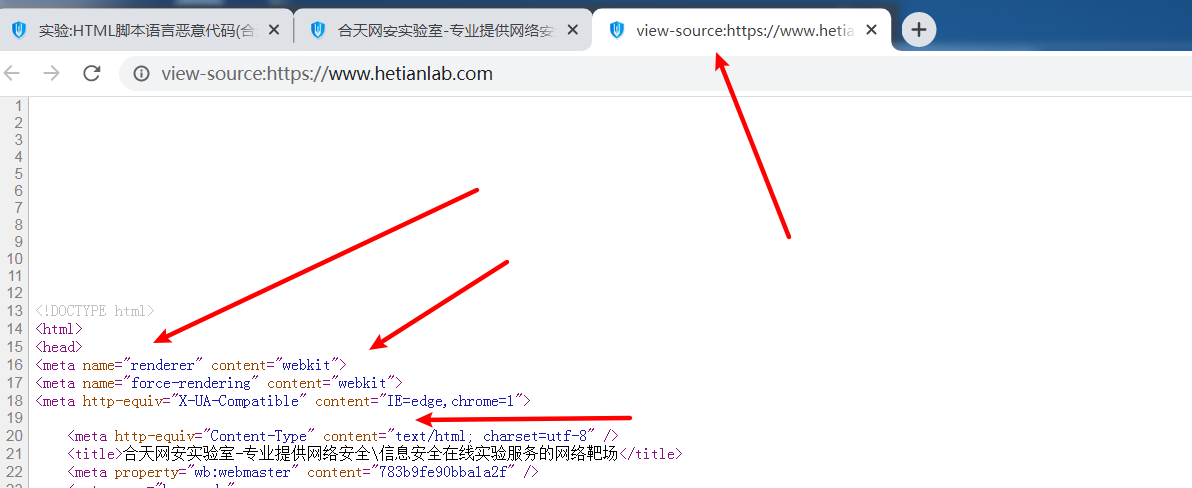 实验:HTML脚本语言恶意代码(合
合天网安实验室-专业提供网络安
view-source:https://www.hetia
view-source:https://www.hetianlab.com
1
2
3
4
5
6
7
8
9
10
11
12
13 <!DOCTYPE html>
14 <html>
15 <head>
16 <meta name="renderer" content="webkit">
17 <meta name="force-rendering" content="webkit">
18 <meta http-equiv="X-UA-Compatible" content="IE=edge,chrome=1">
19
20 <meta http-equiv="Content-Type" content="text/html; charset=utf-8" />
21 <title>合天网安实验室-专业提供网络安全\信息安全在线实验服务的网络靶场</title>
22 <meta property="wb:webmaster" content="783b9fe90bba1a2f" />